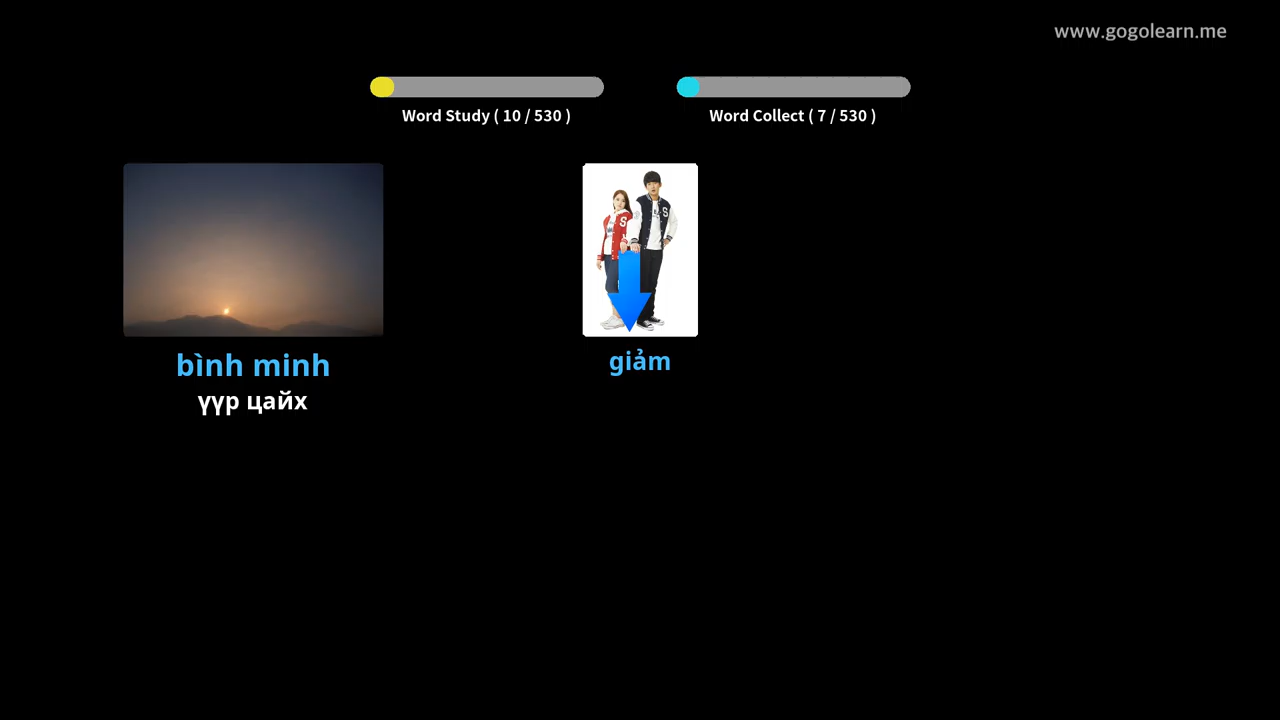 www.gogolearn.me
Word Study ( 10 / 530 )
Word Collect ( 7 / 530 )
S
S
bình minh
үүр цайх
giảm